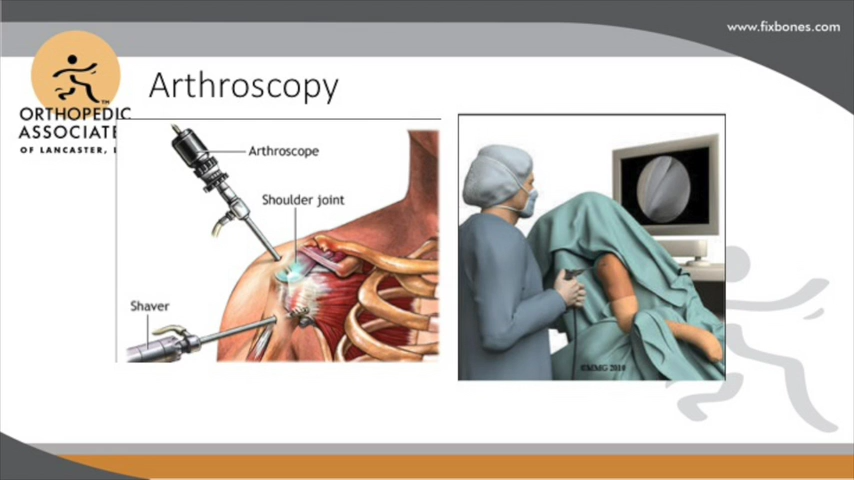 www.fixbones.com
Arthroscopy
ORTHOPEDIC
ASSOCIATE
OF LANCASTER, L
Arthroscope
Shoulder joint
Shaver
©MMG 2010